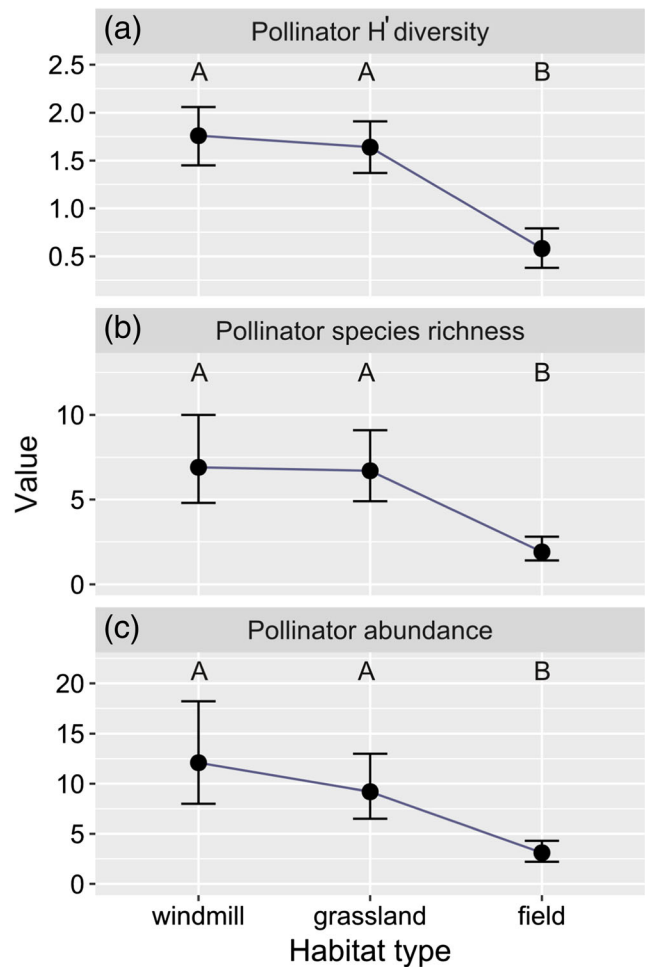 (a) Pollinator H' diversity
A A B
2.5
2.0
1.5
1.0
0.5
(b) Pollinator species richness
A A B
10
5
0
Value
(c) Pollinator abundance
A A B
20
15
10
5
0
windmill grassland field
Habitat type